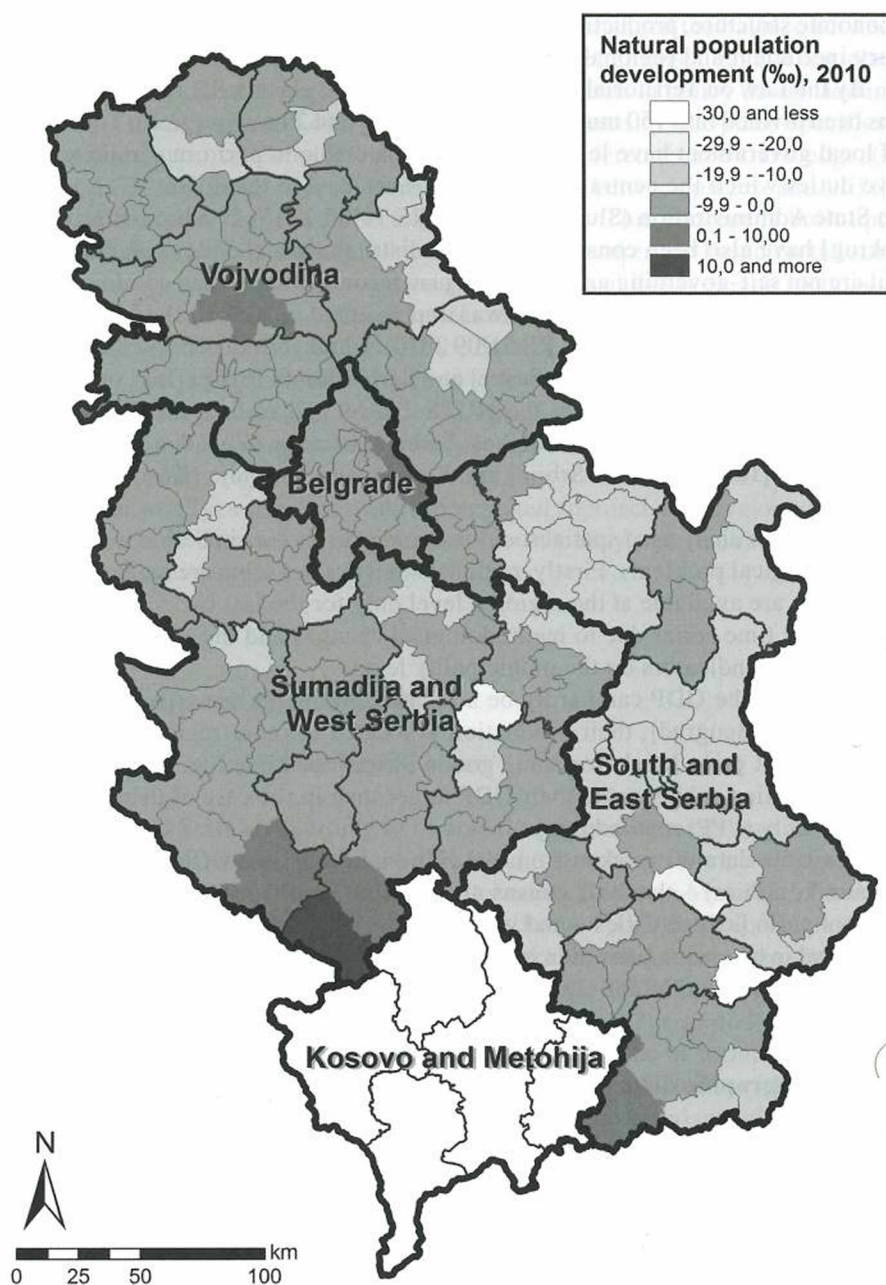 Natural population
development (‰), 2010
-30,0 and less
-29,9 - -20,0
-19,9 - -10,0
-9,9 - 0,0
0,1 - 10,00
10,0 and more
Vojvodina
Belgrade
Šumadija and
West Serbia
South and
East Serbia
Kosovo and Metohija
N
km
0 25 50 100